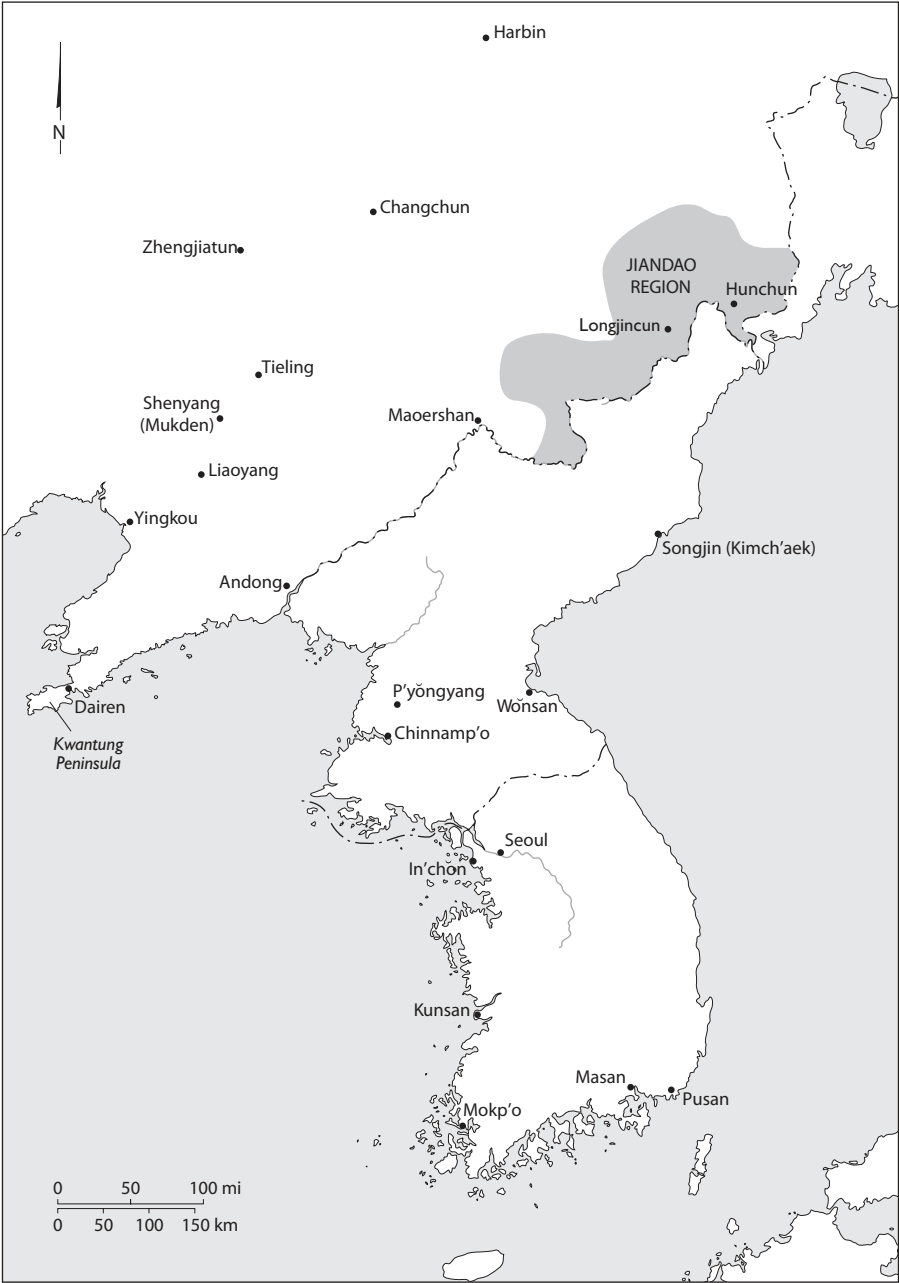 Harbin
N
Changchun
Zhengjiatun
JIANDAO
REGION
Hunchun
Longjincun
Tieling
Shenyang
(Mukden)
Maoershan
Liaoyang
Yingkou
Songjin (Kimch’aek)
Andong
P’yŏngyang
Wŏnsan
Dairen
Chinnamp’o
Kwantung
Peninsula
Seoul
In’chŏn
Kunsan
Masan
Pusan
Mokp’o
0 50 100 mi
0 50 100 150 km